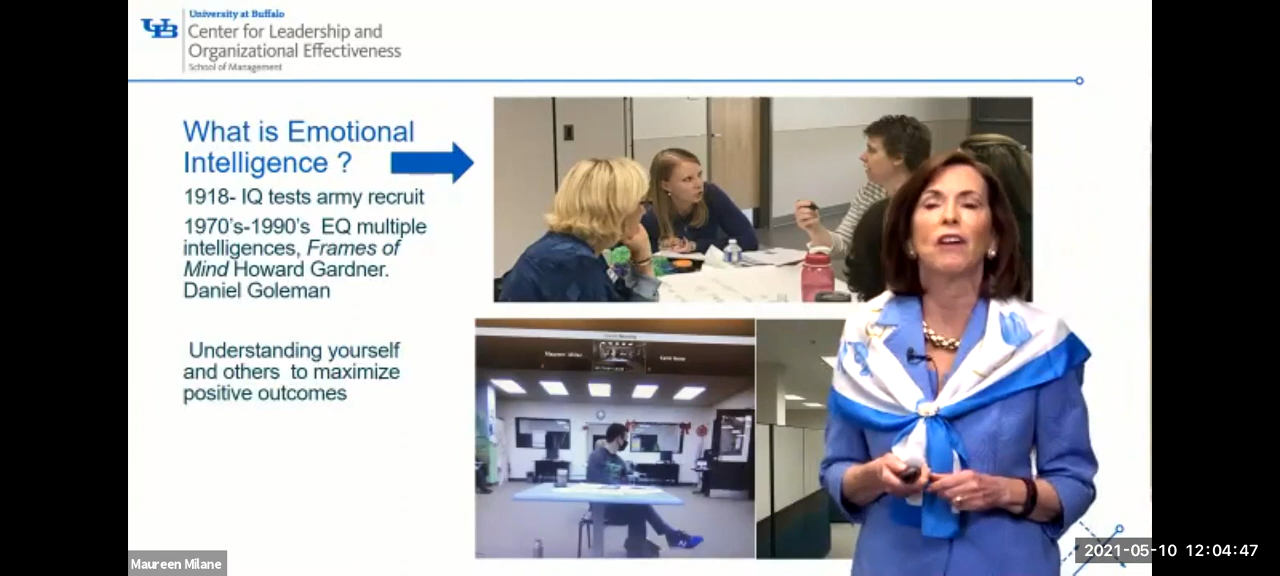 University at Buffalo
UB
Center for Leadership and
Organizational Effectiveness
School of Management
What is Emotional
Intelligence ?
1918- IQ tests army recruit
1970's-1990's EQ multiple
intelligences, Frames of
Mind Howard Gardner.
Daniel Goleman
Understanding yourself
and others to maximize
positive outcomes
Maureen Milane
2021-05-10 12:04:47